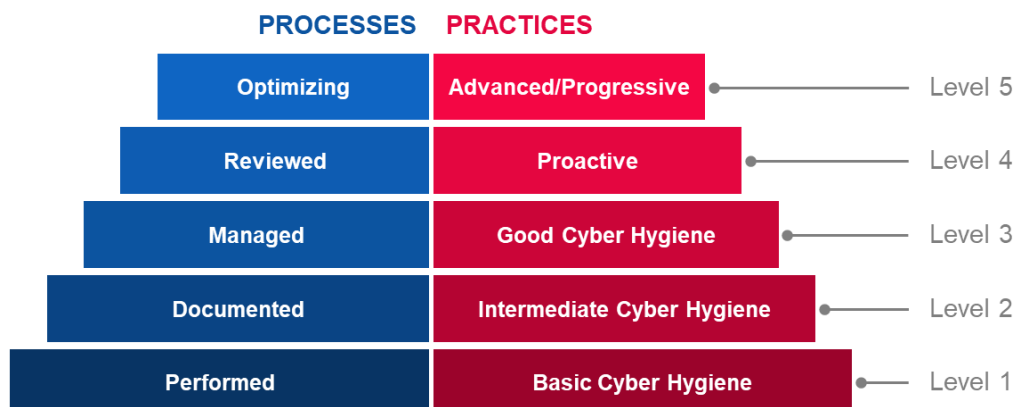 PROCESSES PRACTICES
Optimizing Advanced/Progressive Level 5
Reviewed Proactive Level 4
Managed Good Cyber Hygiene Level 3
Documented Intermediate Cyber Hygiene Level 2
Performed Basic Cyber Hygiene Level 1